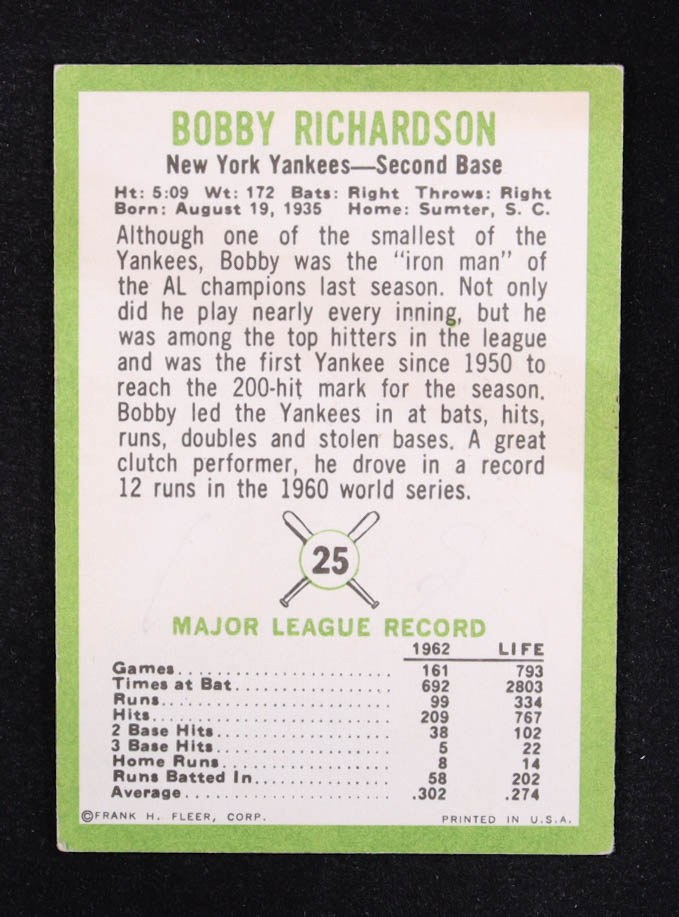 BOBBY RICHARDSON
New York Yankees—Second Base
Ht: 5:09 Wt: 172 Bats: Right Throws: Right
Born: August 19, 1935 Home: Sumter, S. C.
Although one of the smallest of the
Yankees, Bobby was the "iron man" of
the AL champions last season. Not only
did he play nearly every inning, but he
was among the top hitters in the league
and was the first Yankee since 1950 to
reach the 200-hit mark for the season.
Bobby led the Yankees in at bats, hits,
runs, doubles and stolen bases. A great
clutch performer, he drove in a record
12 runs in the 1960 world series.
25
MAJOR LEAGUE RECORD
1962 LIFE
Games 161 793
Times at Bat 692 2803
Runs 99 334
Hits 209 767
2 Base Hits 38 102
3 Base Hits 5 22
Home Runs 8 14
Runs Batted In 58 202
Average .302 .274
©FRANK H. FLEER, CORP. PRINTED IN U.S.A.